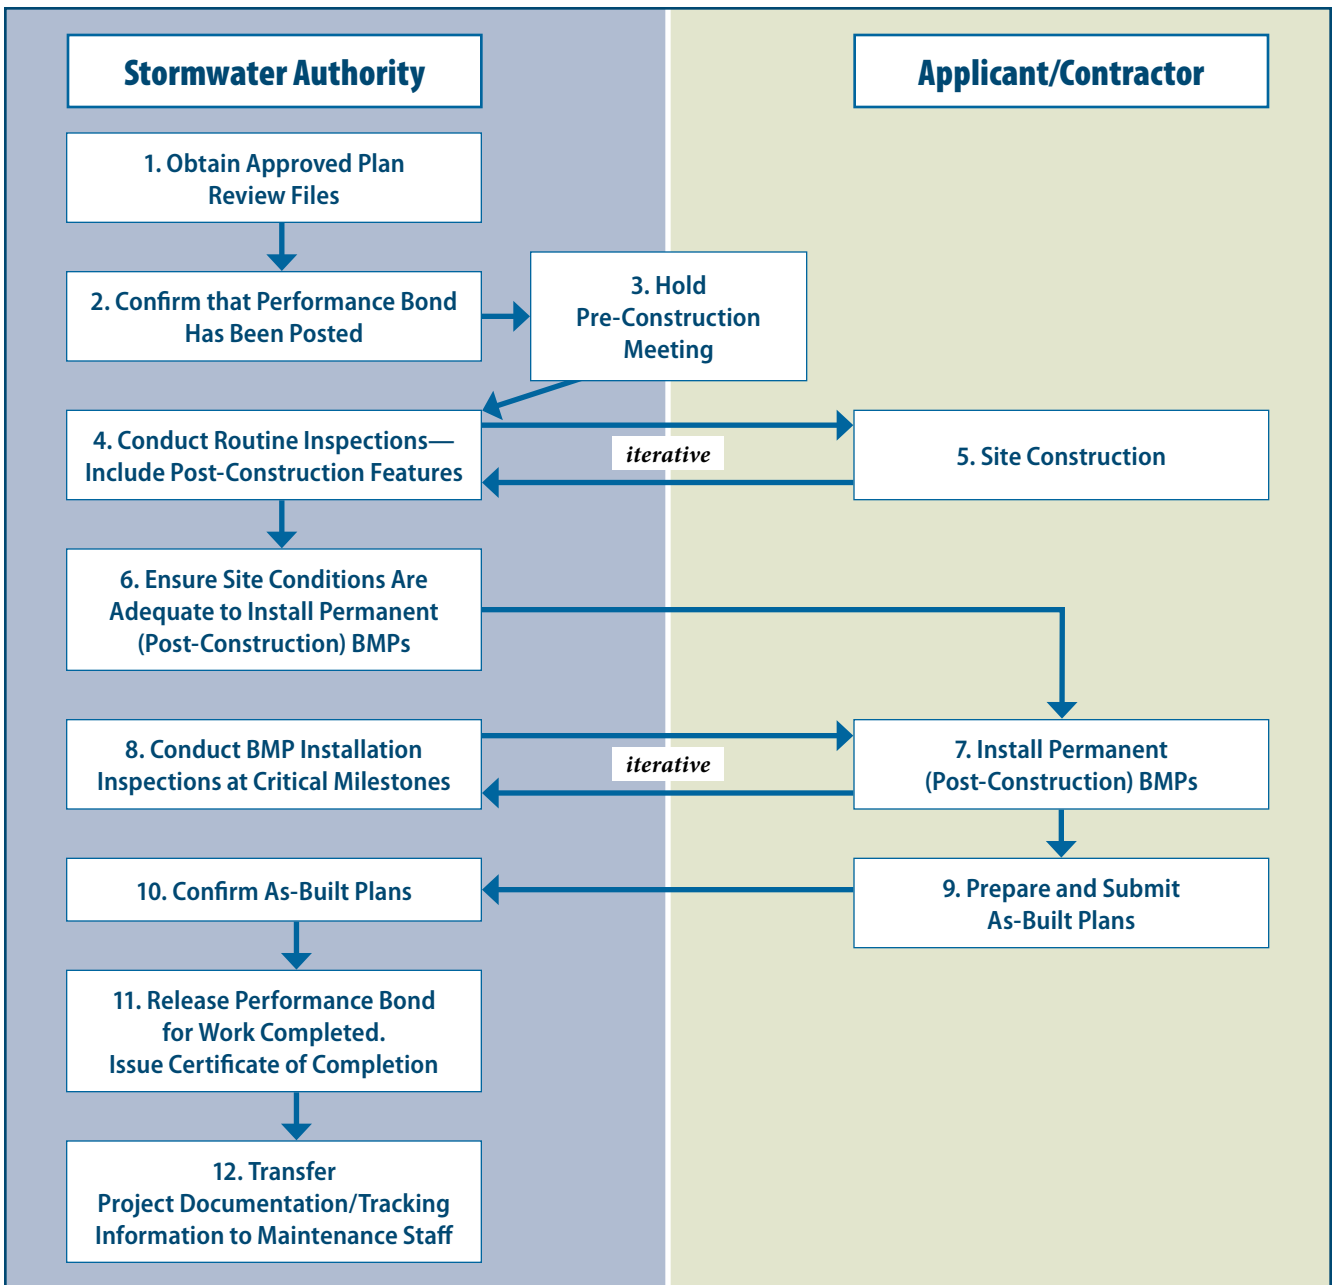 Stormwater Authority
Applicant/Contractor
1. Obtain Approved Plan
Review Files
2. Confirm that Performance Bond
Has Been Posted
3. Hold
Pre-Construction
Meeting
4. Conduct Routine Inspections—
Include Post-Construction Features
iterative
5. Site Construction
6. Ensure Site Conditions Are
Adequate to Install Permanent
(Post-Construction) BMPs
7. Install Permanent
(Post-Construction) BMPs
iterative
8. Conduct BMP Installation
Inspections at Critical Milestones
9. Prepare and Submit
As-Built Plans
10. Confirm As-Built Plans
11. Release Performance Bond
for Work Completed.
Issue Certificate of Completion
12. Transfer
Project Documentation/Tracking
Information to Maintenance Staff